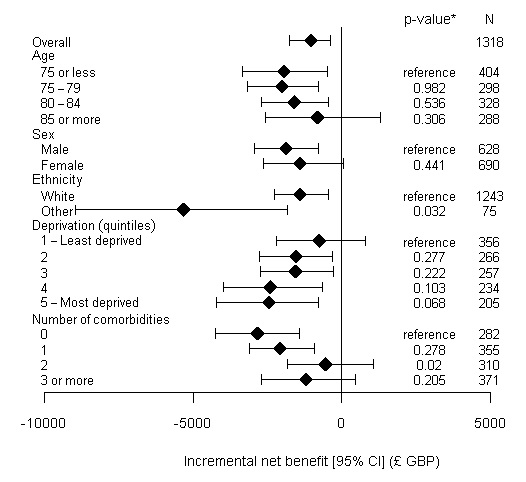 p-value* N
Overall 1318
Age
75 or less reference 404
75 – 79 0.982 298
80 – 84 0.536 328
85 or more 0.306 288
Sex
Male reference 628
Female 0.441 690
Ethnicity
White reference 1243
Other 0.032 75
Deprivation (quintiles)
1 – Least deprived reference 356
2 0.277 266
3 0.222 257
4 0.103 234
5 – Most deprived 0.068 205
Number of comorbidities
0 reference 282
1 0.278 355
2 0.02 310
3 or more 0.205 371
-10000 -5000 0 5000
Incremental net benefit [95% CI] (£ GBP)